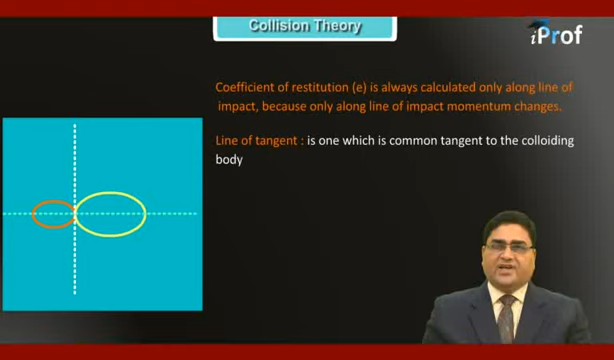 Collision Theory
iProf
Coefficient of restitution (e) is always calculated only along line of
impact, because only along line of impact momentum changes.
Line of tangent : is one which is common tangent to the colloiding
body